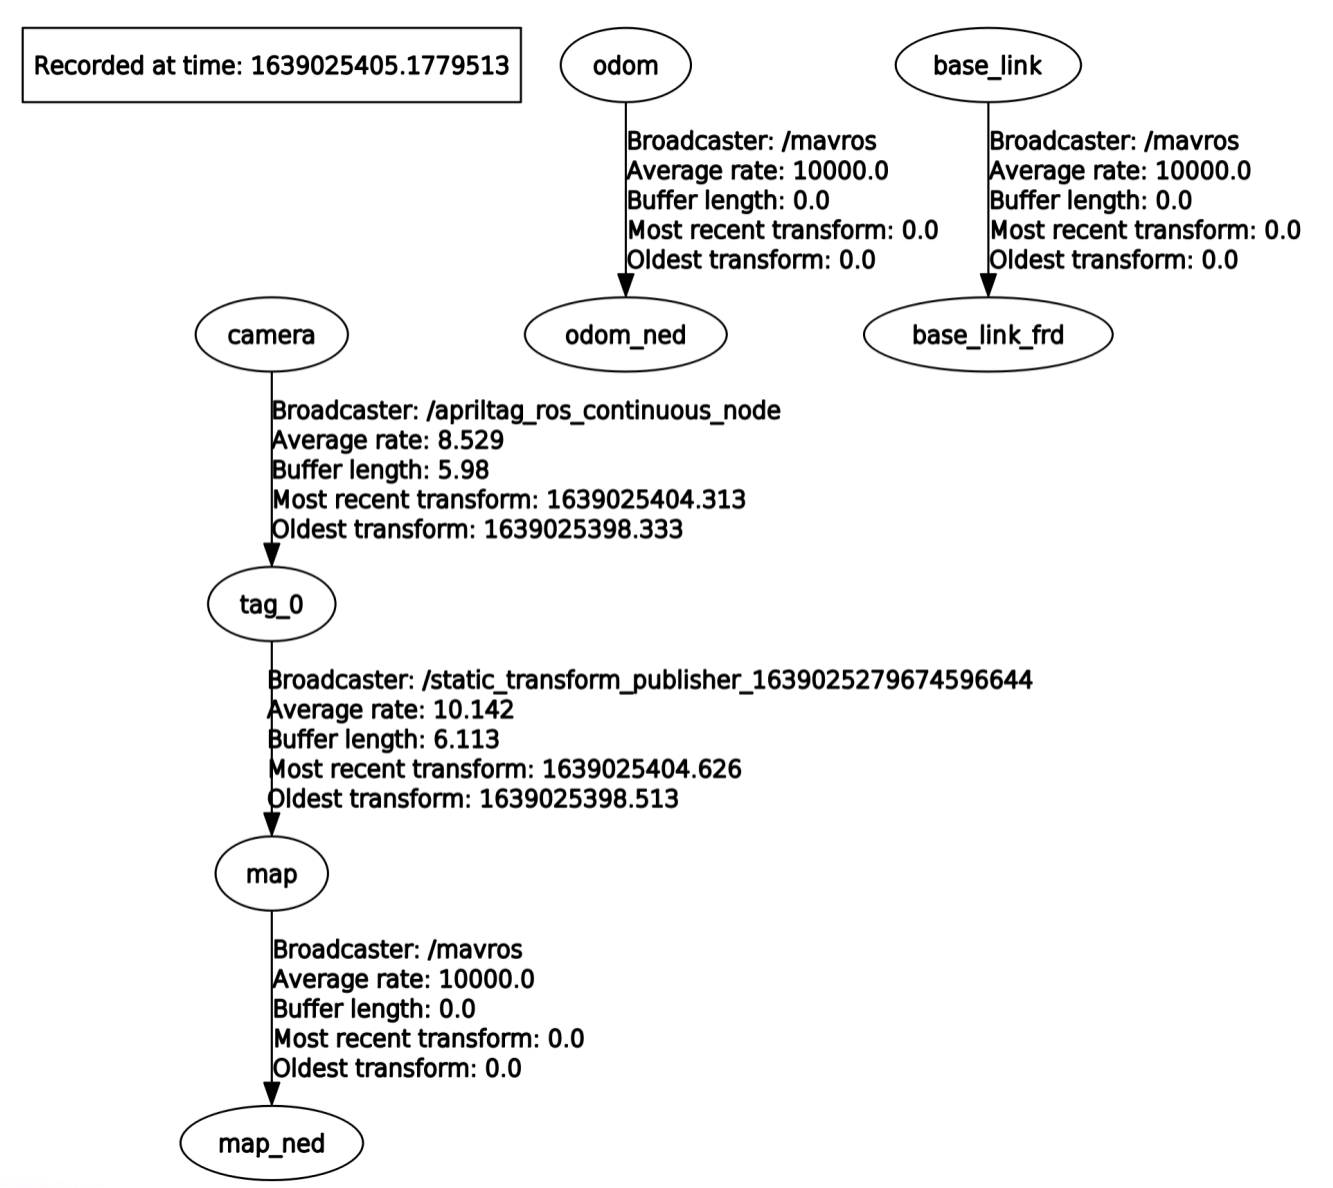 Recorded at time: 1639025405.1779513
odom
base_link
Broadcaster: /mavros
Average rate: 10000.0
Buffer length: 0.0
Most recent transform: 0.0
Oldest transform: 0.0
Broadcaster: /mavros
Average rate: 10000.0
Buffer length: 0.0
Most recent transform: 0.0
Oldest transform: 0.0
camera
odom_ned
base_link_frd
Broadcaster: /apriltag_ros_continuous_node
Average rate: 8.529
Buffer length: 5.98
Most recent transform: 1639025404.313
Oldest transform: 1639025398.333
tag_0
Broadcaster: /static_transform_publisher_1639025279674596644
Average rate: 10.142
Buffer length: 6.113
Most recent transform: 1639025404.626
Oldest transform: 1639025398.513
map
Broadcaster: /mavros
Average rate: 10000.0
Buffer length: 0.0
Most recent transform: 0.0
Oldest transform: 0.0
map_ned